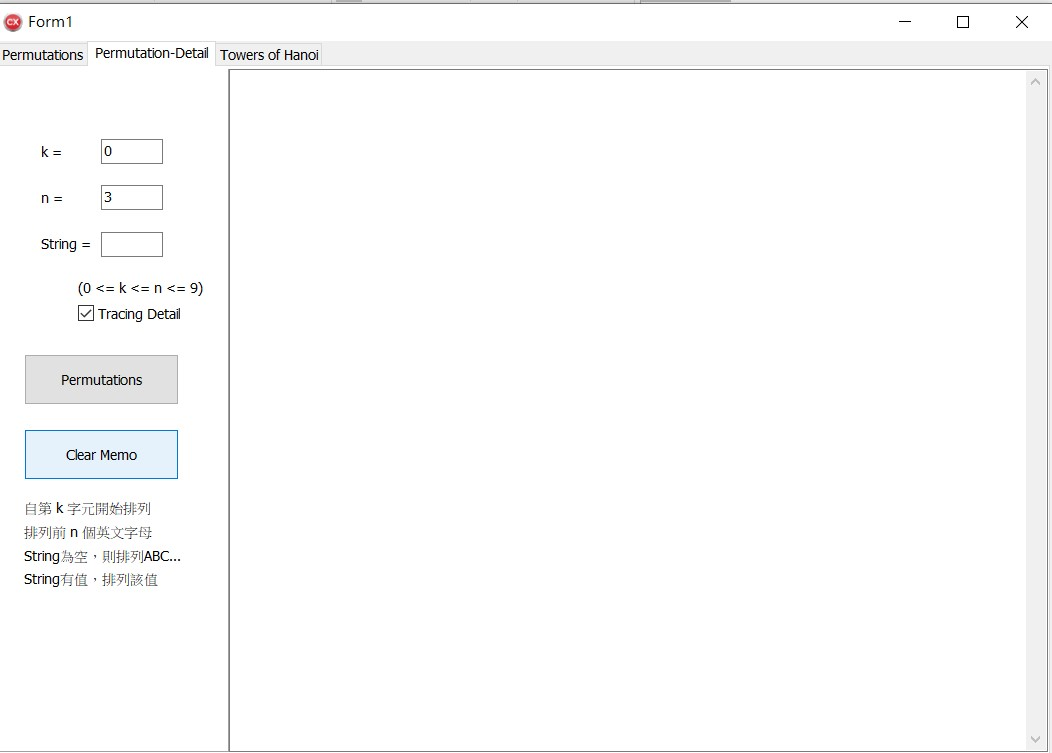 CX Form1
Permutations Permutation-Detail Towers of Hanoi
k = 0
n = 3
String =
(0 <= k <= n <= 9)
Tracing Detail
Permutations
Clear Memo
自第 k 字元開始排列
排列前 n 個英文字母
String為空，則排列ABC...
String有值，排列該值